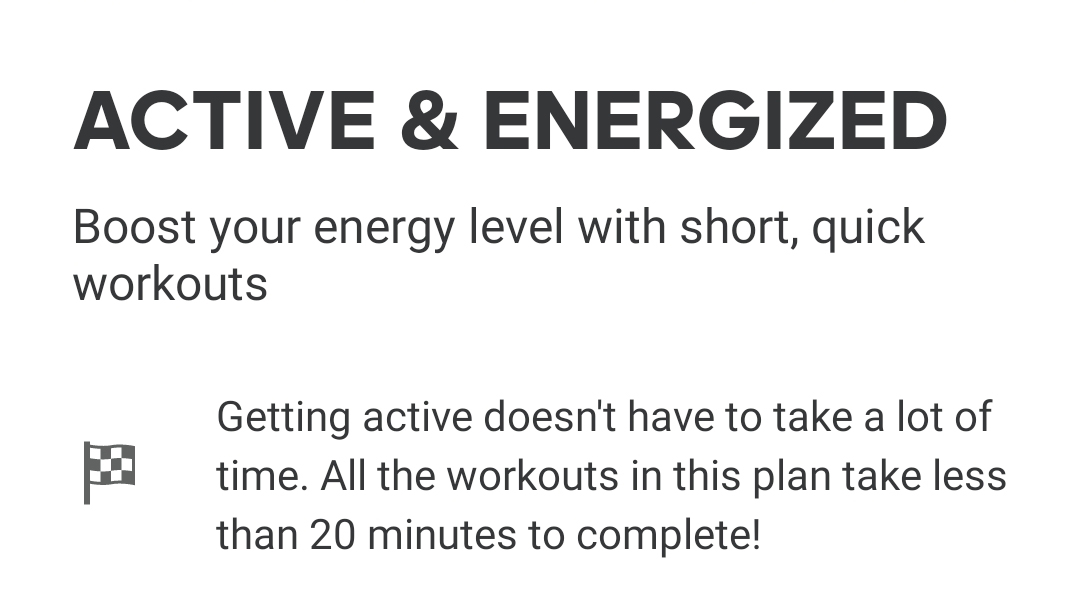 ACTIVE & ENERGIZED
Boost your energy level with short, quick
workouts
Getting active doesn't have to take a lot of
time. All the workouts in this plan take less
than 20 minutes to complete!